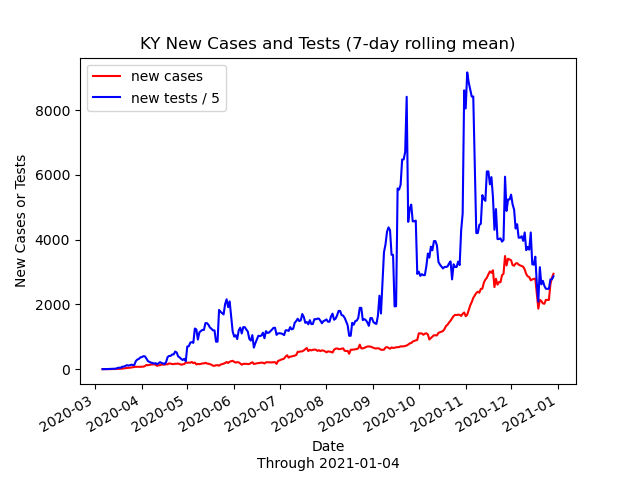 KY New Cases and Tests (7-day rolling mean)
new cases
new tests / 5
8000
6000
4000
2000
0
New Cases or Tests
2020-03
2020-04
2020-05
2020-06
2020-07
2020-08
2020-09
2020-10
2020-11
2020-12
2021-01
Date
Through 2021-01-04